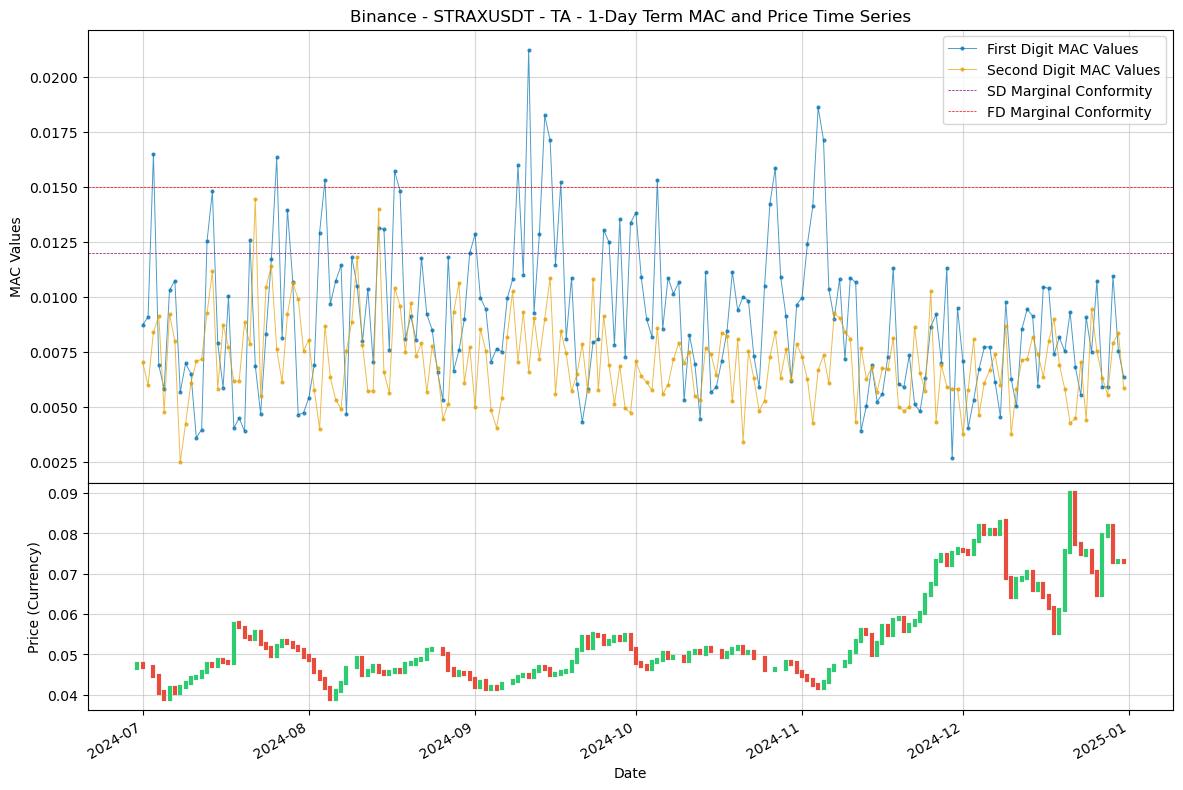 Binance - STRAXUSDT - TA - 1-Day Term MAC and Price Time Series
First Digit MAC Values
Second Digit MAC Values
SD Marginal Conformity
FD Marginal Conformity
MAC Values
0.0200
0.0175
0.0150
0.0125
0.0100
0.0075
0.0050
0.0025
Price (Currency)
0.09
0.08
0.07
0.06
0.05
0.04
2024-07
2024-08
2024-09
2024-10
2024-11
2024-12
2025-01
Date